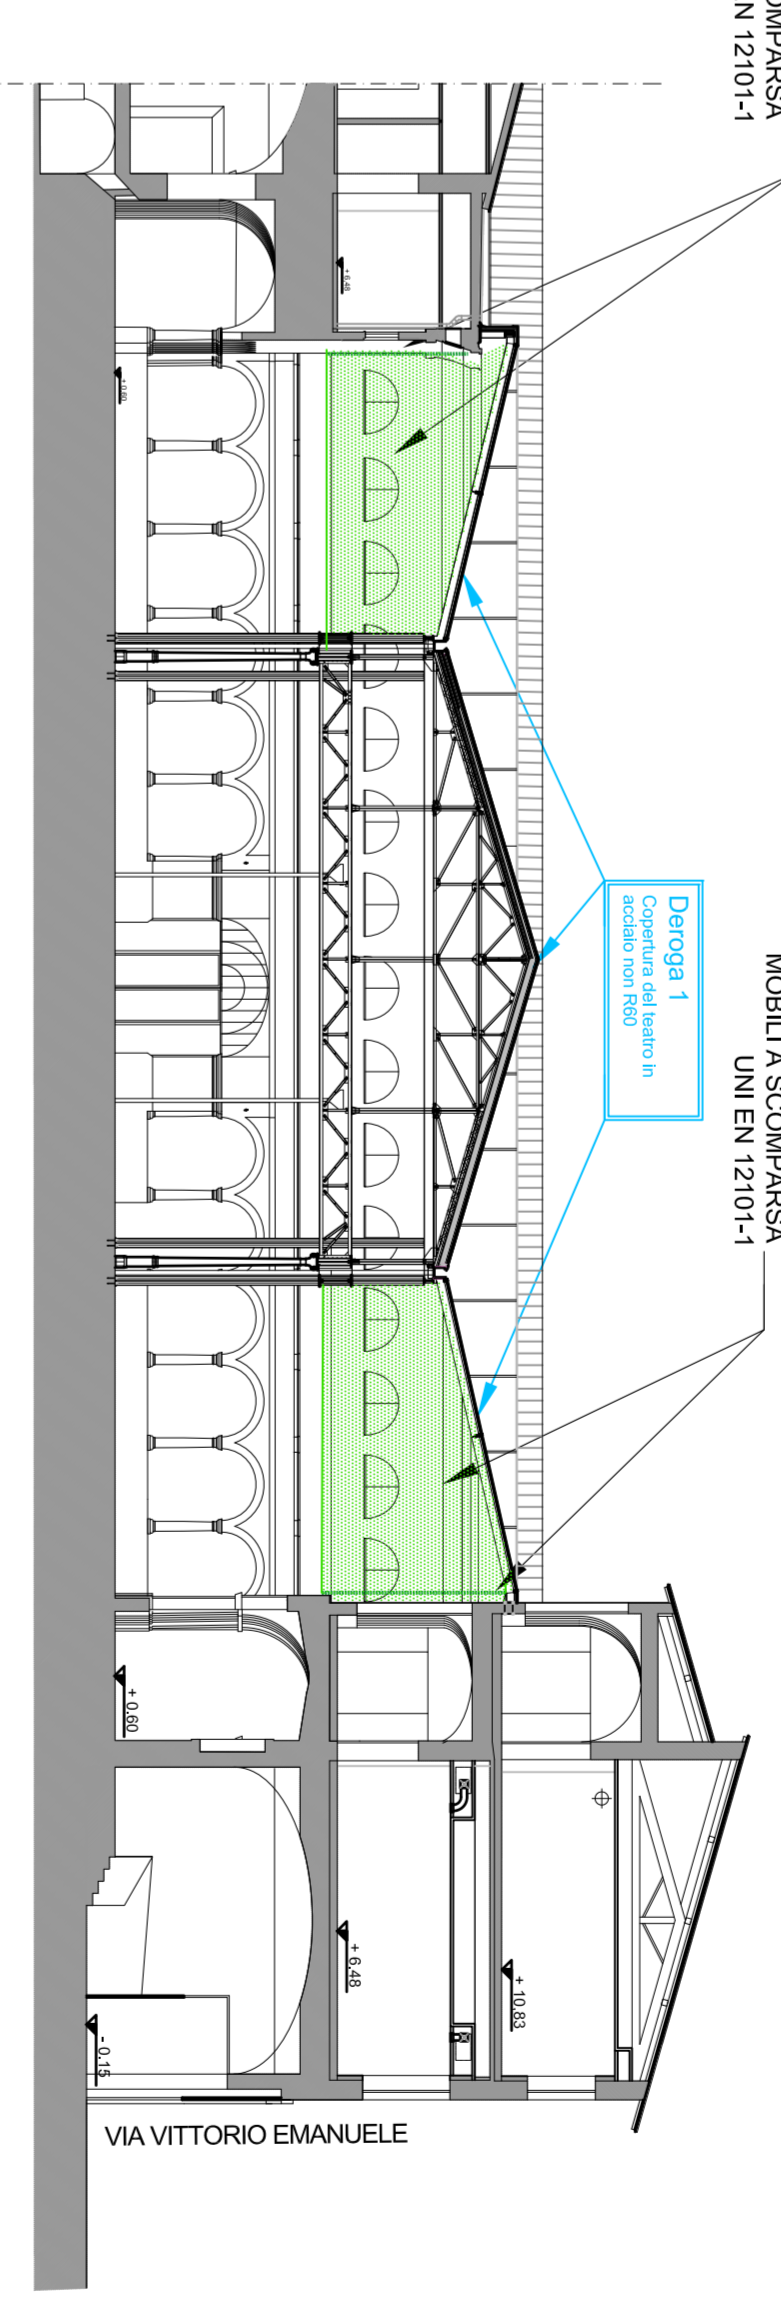 OMPARSA
N 12101-1
+ 6.48
+ 0.60
Deroga 1
Copertura del teatro in
acciaio non R60
MOBILI A SCOMPARSA
UNI EN 12101-1
+ 0.60
+ 6.48
+ 10.83
- 0.15
VIA VITTORIO EMANUELE